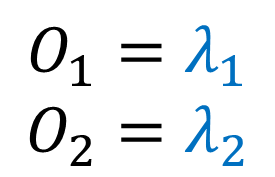 O₁ = λ₁
O₂ = λ₂